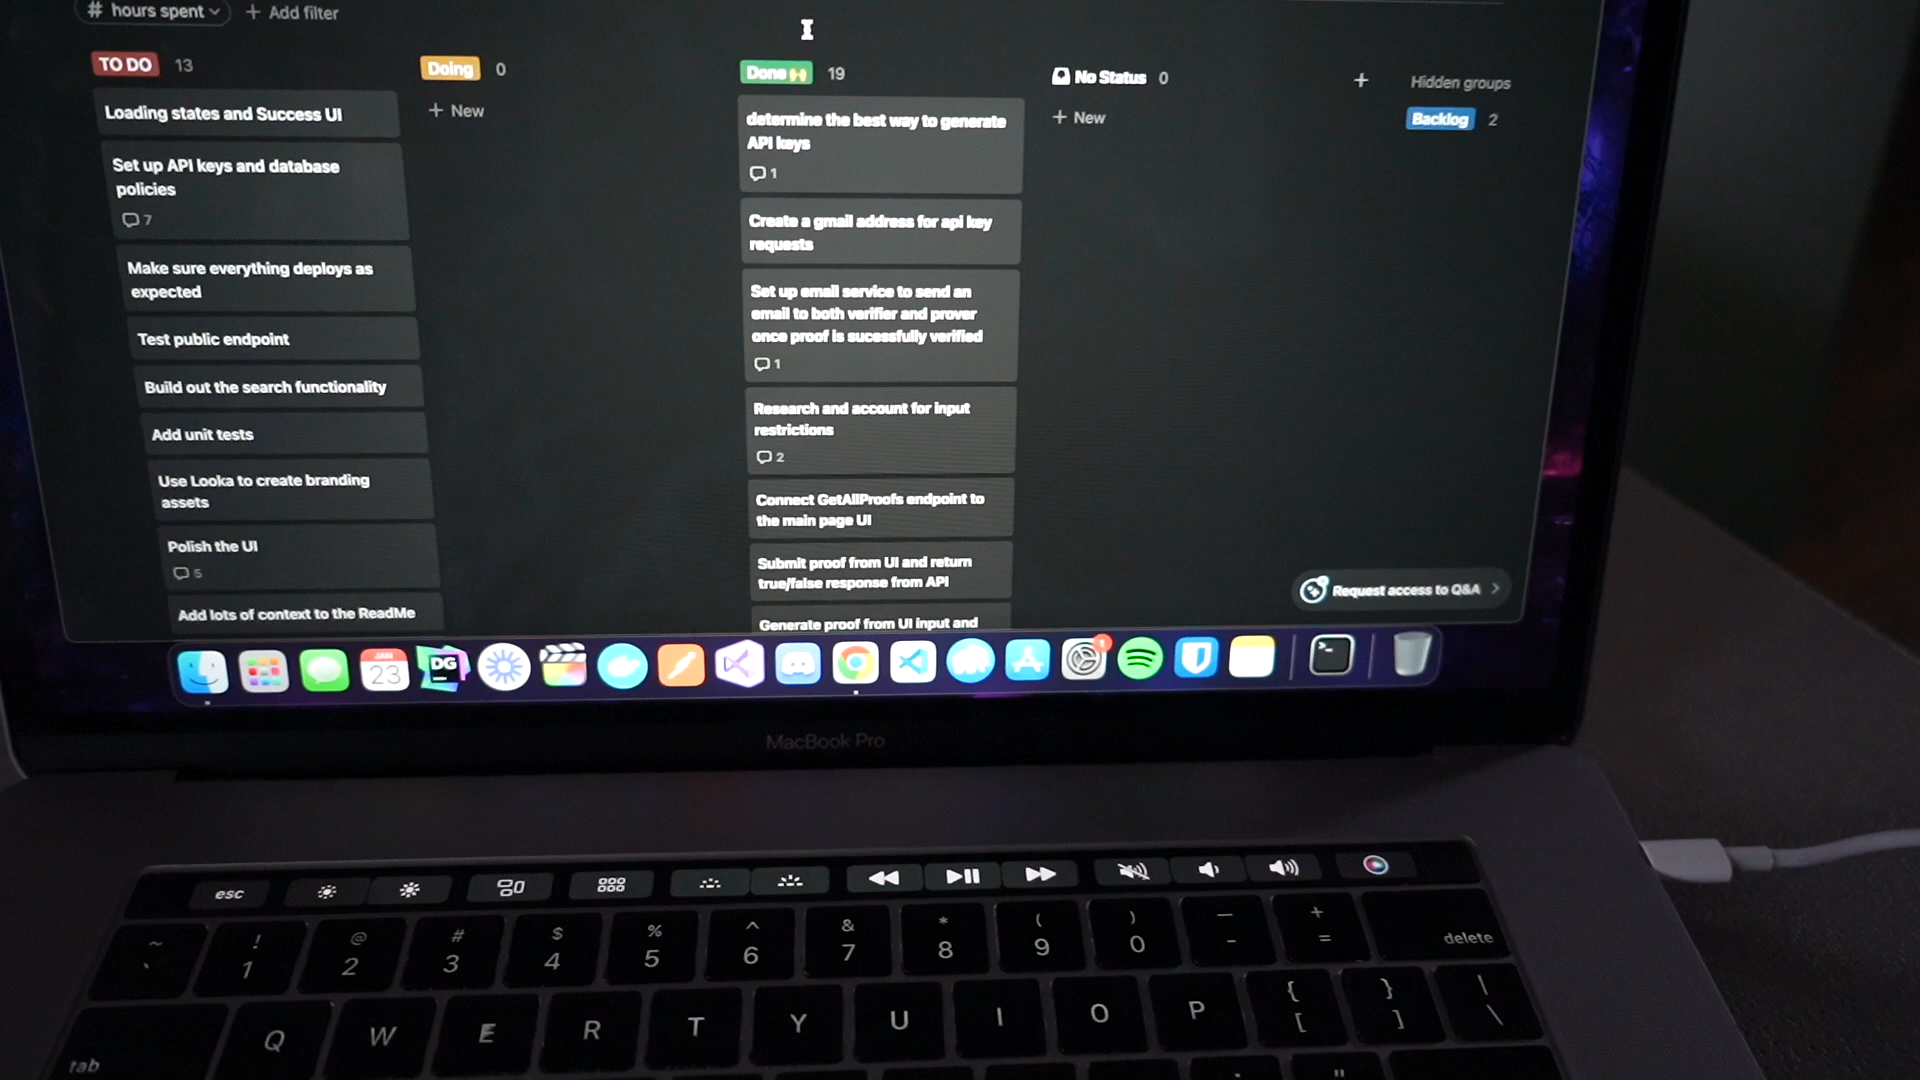 # hours spent
+ Add filter
TO DO 13
Loading states and Success UI
Set up API keys and database
policies
7
Make sure everything deploys as
expected
Test public endpoint
Build out the search functionality
Add unit tests
Use Looka to create branding
assets
Polish the UI
5
Add lots of context to the ReadMe
Doing 0
+ New
Done 19
determine the best way to generate
API keys
1
Create a gmail address for api key
requests
Set up email service to send an
email to both verifier and prover
once proof is sucessfully verified
1
Research and account for input
restrictions
2
Connect GetAllProofs endpoint to
the main page UI
Submit proof from UI and return
true/false response from API
Generate proof from UI input and
No Status 0
+ New
+
Hidden groups
Backlog 2
Request access to Q&A
JAN
23
DG
1
MacBook Pro
esc
~ ! @ # $ % ^ & * ( ) — +
` 1 2 3 4 5 6 7 8 9 0 - = delete
tab Q W E R T Y U I O P { [ } ] | \
"